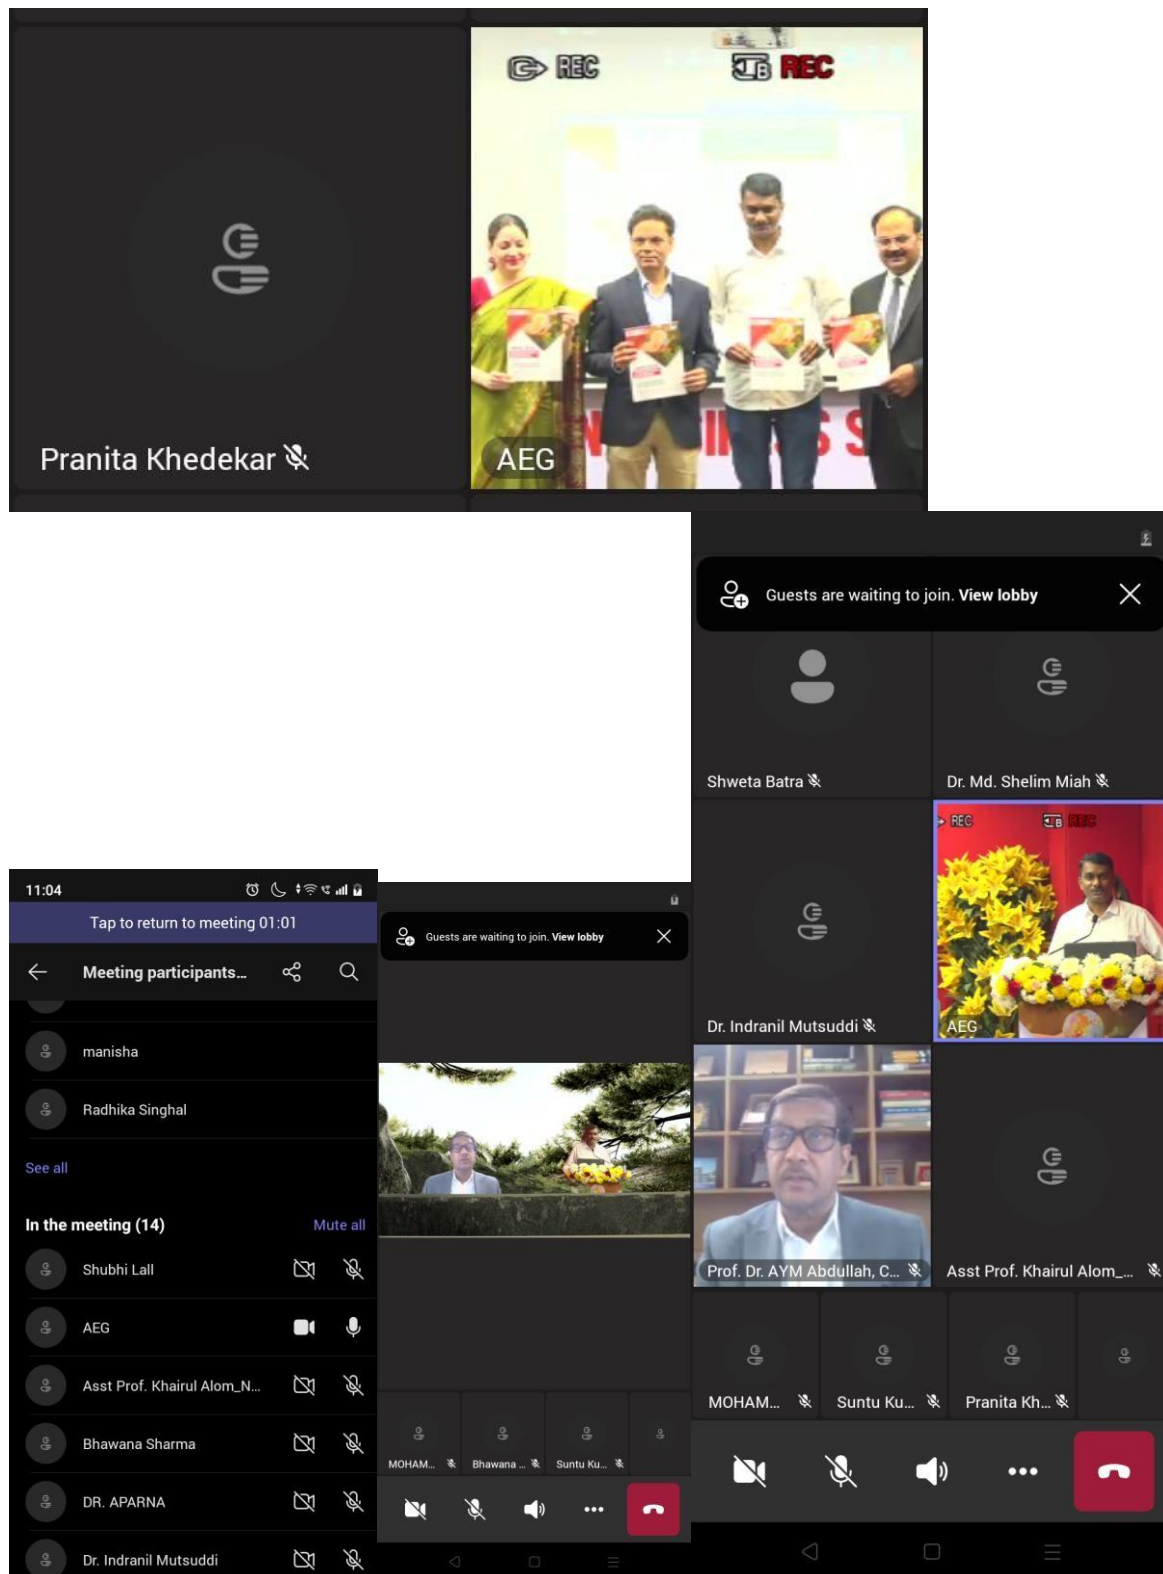 REC
REC
Pranita Khedekar
AEG
Guests are waiting to join. View lobby
Shweta Batra
Dr. Md. Shelim Miah
REC
REC
Dr. Indranil Mutsuddi
AEG
Prof. Dr. AYM Abdullah, C...
Asst Prof. Khairul Alom_...
MOHAM...
Suntu Ku...
Pranita Kh...
11:04
Tap to return to meeting 01:01
Meeting participants...
manisha
Radhika Singhal
See all
In the meeting (14)
Mute all
Shubhi Lall
AEG
Asst Prof. Khairul Alom_N...
Bhawana Sharma
DR. APARNA
Dr. Indranil Mutsuddi
Guests are waiting to join. View lobby
MOHAM...
Bhawana ...
Suntu Ku...